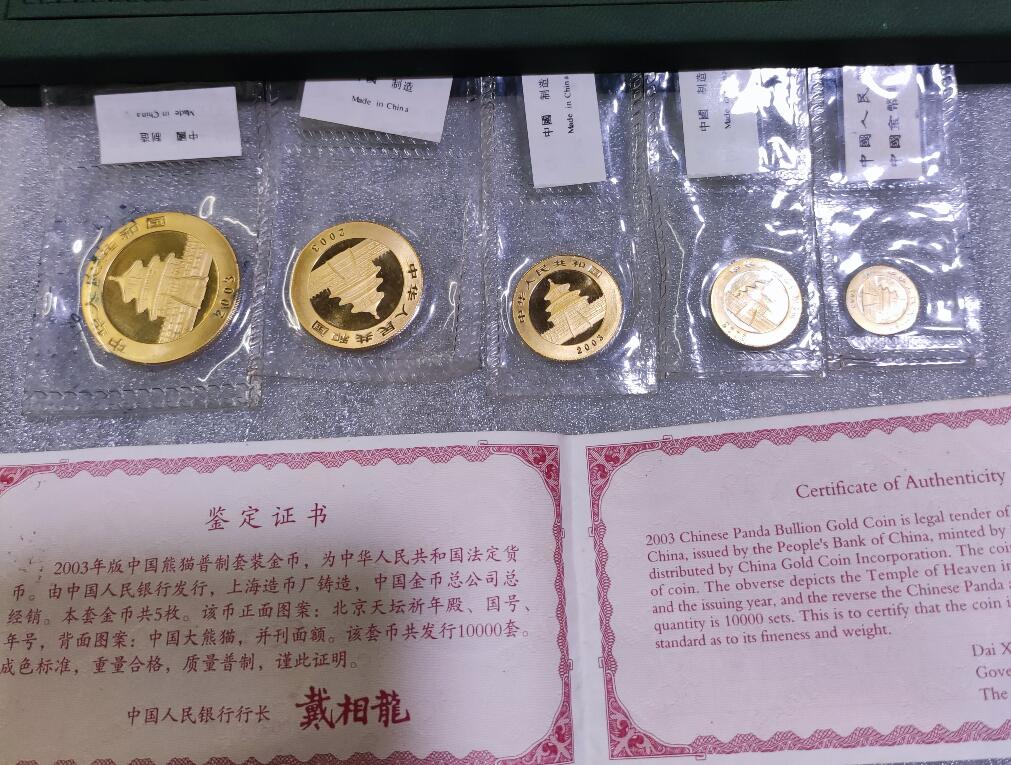 中國 制造
Made in China
制造
Made in China
中國 制造
Made in China
中國 制造
Made
中國人民
中國金幣
中华人民共和国
2003
中华人民共和国
2003
中华人民共和国
2003
鉴定证书
2003年版中国熊猫普制套装金币，为中华人民共和国法定货
币。由中国人民银行发行，上海造币厂铸造，中国金币总公司总
经销。本套金币共5枚。该币正面图案：北京天坛祈年殿、国号、
年号，背面图案：中国大熊猫，并刊面额。该套币共发行10000套。
成色标准，重量合格，质量普制，谨此证明。
中国人民银行行长 戴相龍
Certificate of Authenticity
2003 Chinese Panda Bullion Gold Coin is legal tender of
China, issued by the People's Bank of China, minted by
distributed by China Gold Coin Incorporation. The coi
of coin. The obverse depicts the Temple of Heaven in
and the issuing year, and the reverse the Chinese Panda
quantity is 10000 sets. This is to certify that the coin i
standard as to its fineness and weight.
Dai X
Gove
The